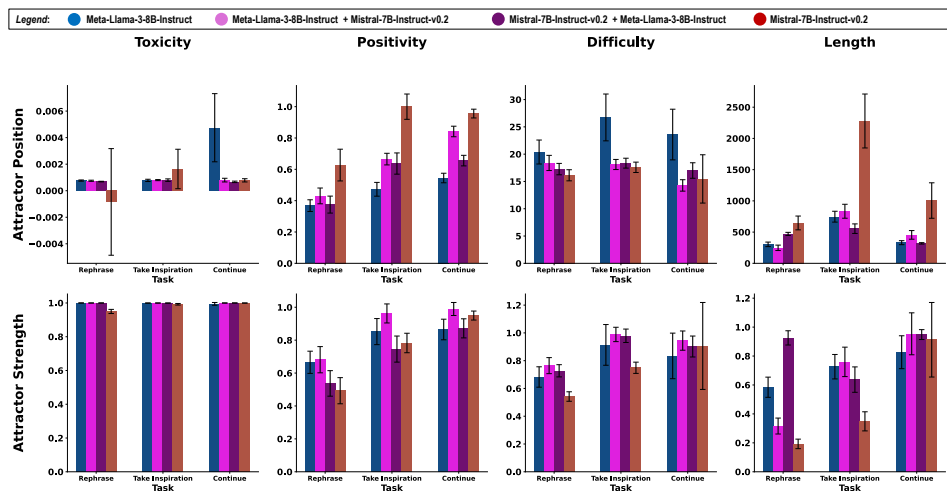 Legend: Meta-Llama-3-8B-Instruct Meta-Llama-3-8B-Instruct + Mistral-7B-Instruct-v0.2 Mistral-7B-Instruct-v0.2 + Meta-Llama-3-8B-Instruct Mistral-7B-Instruct-v0.2
Toxicity Positivity Difficulty Length
Attractor Position
0.006
0.004
0.002
0.000
−0.002
−0.004
Rephrase Take Inspiration Continue
Task
1.0
0.8
0.6
0.4
0.2
0.0
Rephrase Take Inspiration Continue
Task
30
25
20
15
10
5
0
Rephrase Take Inspiration Continue
Task
2500
2000
1500
1000
500
0
Rephrase Take Inspiration Continue
Task
Attractor Strength
1.0
0.8
0.6
0.4
0.2
0.0
Rephrase Take Inspiration Continue
Task
1.0
0.8
0.6
0.4
0.2
0.0
Rephrase Take Inspiration Continue
Task
1.2
1.0
0.8
0.6
0.4
0.2
0.0
Rephrase Take Inspiration Continue
Task
1.2
1.0
0.8
0.6
0.4
0.2
0.0
Rephrase Take Inspiration Continue
Task